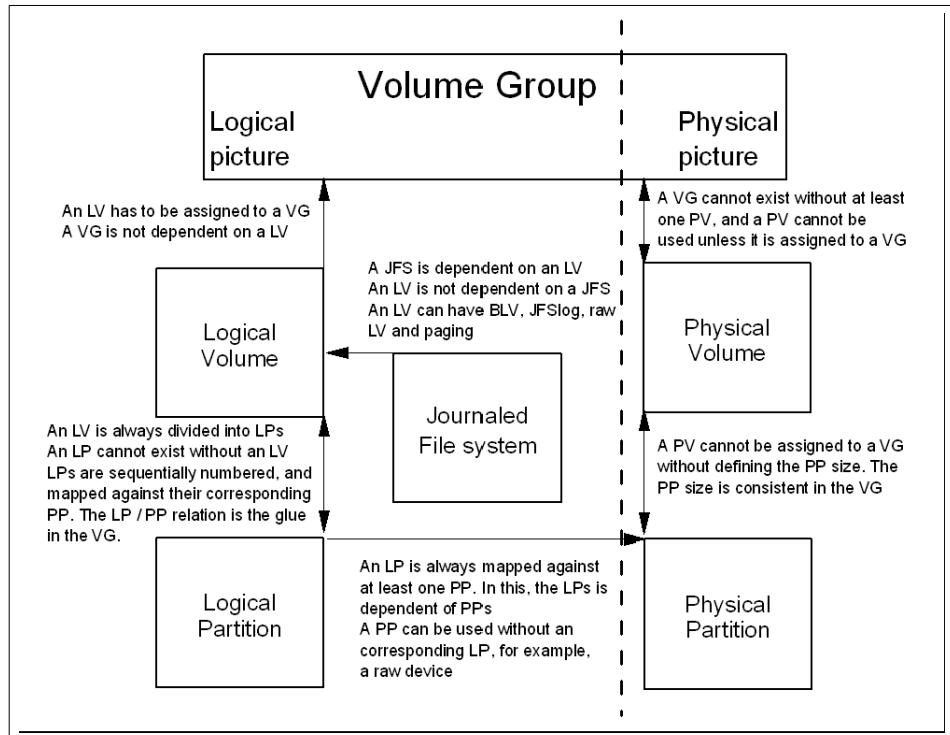 Volume Group
Logical
picture
Physical
picture
An LV has to be assigned to a VG
A VG is not dependent on a LV
A VG cannot exist without at least
one PV, and a PV cannot be
used unless it is assigned to a VG
A JFS is dependent on an LV
An LV is not dependent on a JFS
An LV can have BLV, JFSlog, raw
LV and paging
Logical
Volume
Physical
Volume
Journaled
File system
An LV is always divided into LPs
An LP cannot exist without an LV
LPs are sequentially numbered, and
mapped against their corresponding
PP. The LP / PP relation is the glue
in the VG.
A PV cannot be assigned to a VG
without defining the PP size. The
PP size is consistent in the VG
Logical
Partition
An LP is always mapped against
at least one PP. In this, the LPs is
dependent of PPs
A PP can be used without an
corresponding LP, for example,
a raw device
Physical
Partition